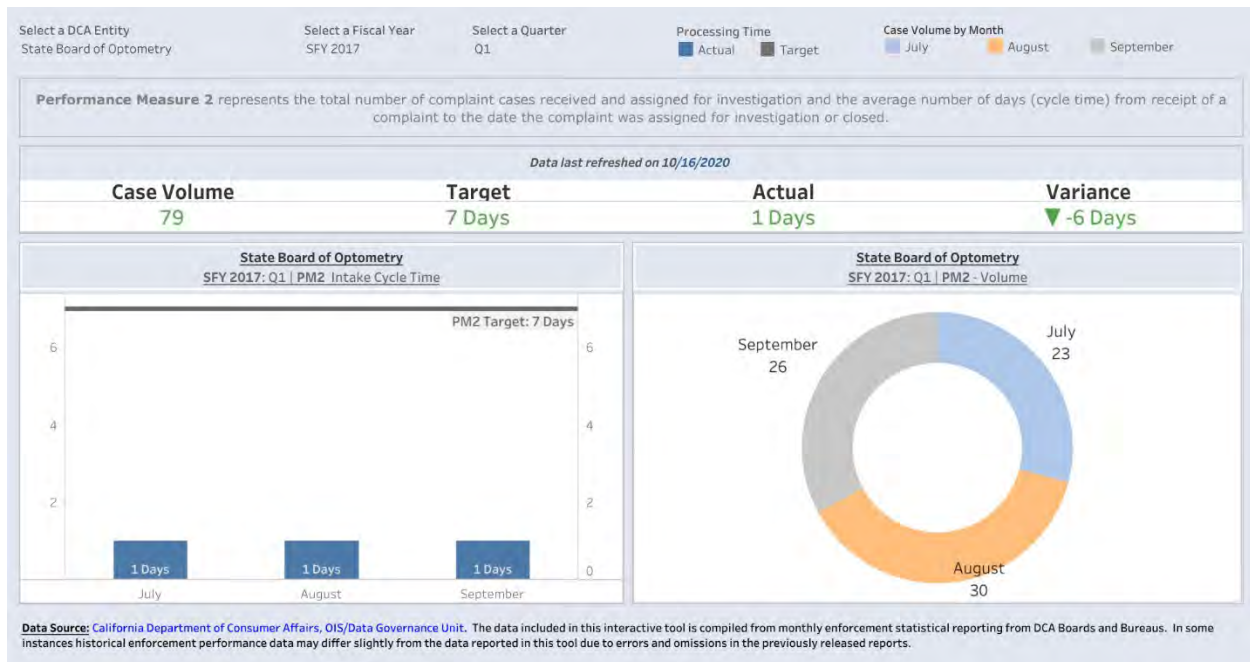 Select a DCA Entity
State Board of Optometry
Select a Fiscal Year
SFY 2017
Select a Quarter
Q1
Processing Time
Actual Target
Case Volume by Month
July August September
Performance Measure 2 represents the total number of complaint cases received and assigned for investigation and the average number of days (cycle time) from receipt of a
complaint to the date the complaint was assigned for investigation or closed.
Data last refreshed on 10/16/2020
Case Volume Target Actual Variance
79 7 Days 1 Days ▼ -6 Days
State Board of Optometry
SFY 2017: Q1 | PM2 Intake Cycle Time
PM2 Target: 7 Days
6 6
4 4
2 2
0
1 Days 1 Days 1 Days
July August September
State Board of Optometry
SFY 2017: Q1 | PM2 - Volume
July
23
September
26
August
30
Data Source: California Department of Consumer Affairs, OIS/Data Governance Unit. The data included in this interactive tool is compiled from monthly enforcement statistical reporting from DCA Boards and Bureaus. In some
instances historical enforcement performance data may differ slightly from the data reported in this tool due to errors and omissions in the previously released reports.